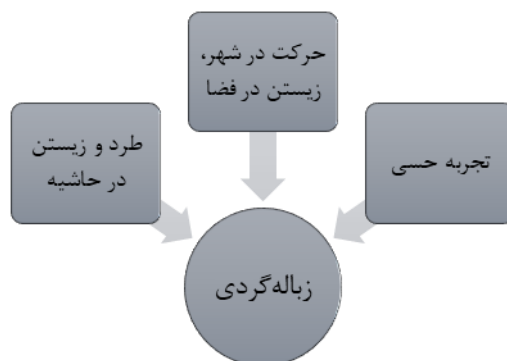 حرکت در شهر،
زیستن در فضا
تجربه حسی
طرد و زیستن
در حاشیه
زباله‌گردی